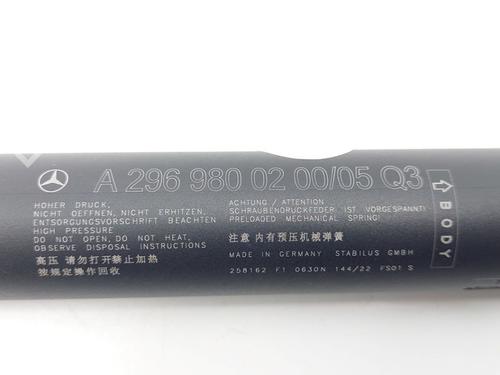 A 296 980 02 00/05 Q3
HOHER DRUCK,
NICHT OEFFNEN, NICHT ERHITZEN,
ENTSORGUNGSVORSCHRIFT BEACHTEN
HIGH PRESSURE
DO NOT OPEN, DO NOT HEAT,
OBSERVE DISPOSAL INSTRUCTIONS
高压 请勿打开禁止加热
按规定操作回收
ACHTUNG / ATTENTION
SCHRAUBENDRUCKFEDER IST VORGESPANNT!
PRELOADED MECHANICAL SPRING!
注意 内有预压机械弹簧
MADE IN GERMANY STABILUS GMBH
258162 F1 0630N 144/22 FS01 S
BODY